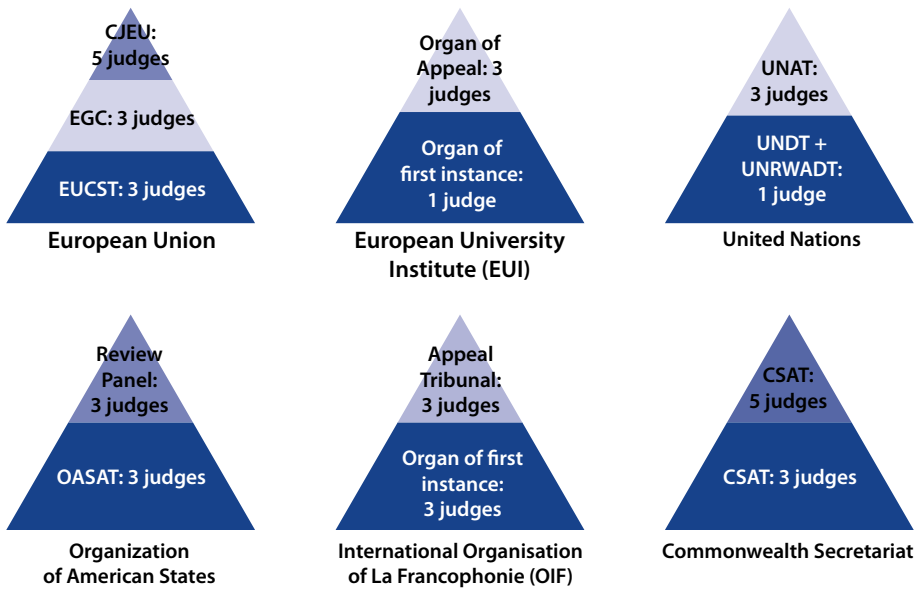 CJEU:
5 judges
EGC: 3 judges
EUCST: 3 judges
European Union
Organ of
Appeal: 3
judges
Organ of
first instance:
1 judge
European University
Institute (EUI)
UNAT:
3 judges
UNDT +
UNRWADT:
1 judge
United Nations
Review
Panel:
3 judges
OASAT: 3 judges
Organization
of American States
Appeal
Tribunal:
3 judges
Organ of first
instance:
3 judges
International Organisation
of La Francophonie (OIF)
CSAT:
5 judges
CSAT: 3 judges
Commonwealth Secretariat